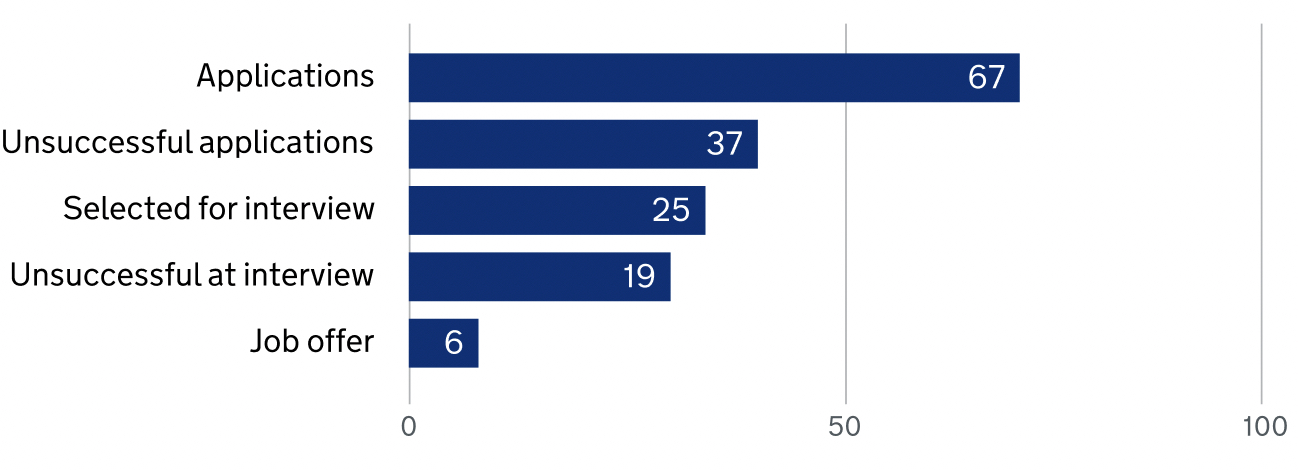 Applications 67
Unsuccessful applications 37
Selected for interview 25
Unsuccessful at interview 19
Job offer 6
0 50 100